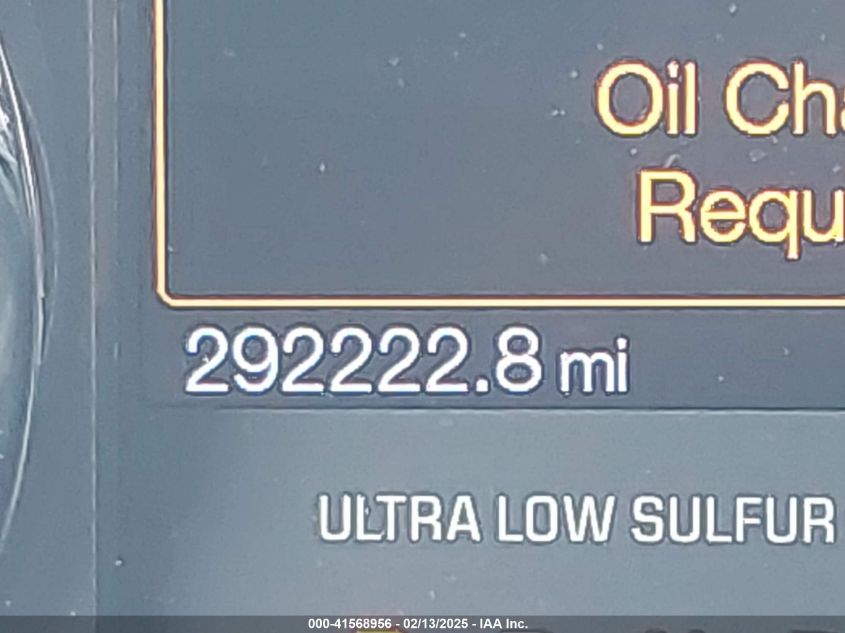 Oil Cha
Requ
292222.8 mi
ULTRA LOW SULFUR
000-41568956 - 02/13/2025 - IAA Inc.